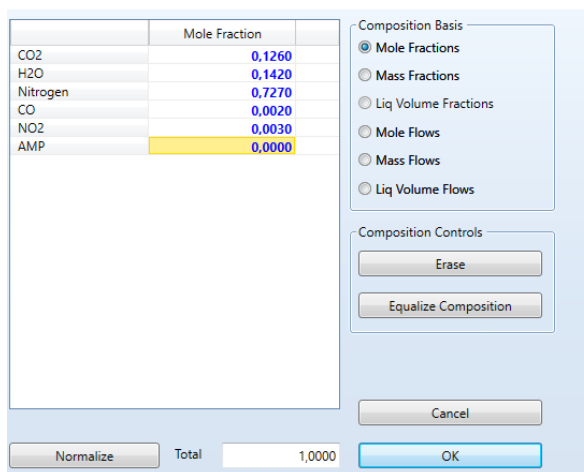 Mole Fraction
CO2 0,1260
H2O 0,1420
Nitrogen 0,7270
CO 0,0020
NO2 0,0030
AMP 0,0000
Normalize Total 1,0000
Composition Basis
Mole Fractions
Mass Fractions
Liq Volume Fractions
Mole Flows
Mass Flows
Liq Volume Flows
Composition Controls
Erase
Equalize Composition
Cancel
OK